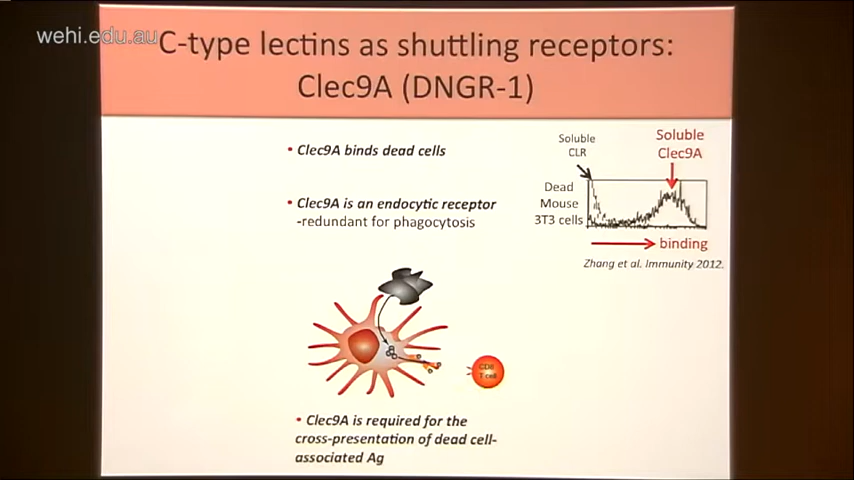 wehi.edu.au
C-type lectins as shuttling receptors:
Clec9A (DNGR-1)
• Clec9A binds dead cells
• Clec9A is an endocytic receptor
-redundant for phagocytosis
Soluble
CLR
Soluble
Clec9A
Dead
Mouse
3T3 cells
binding
Zhang et al. Immunity 2012.
CD8
T cell
• Clec9A is required for the
cross-presentation of dead cell-
associated Ag